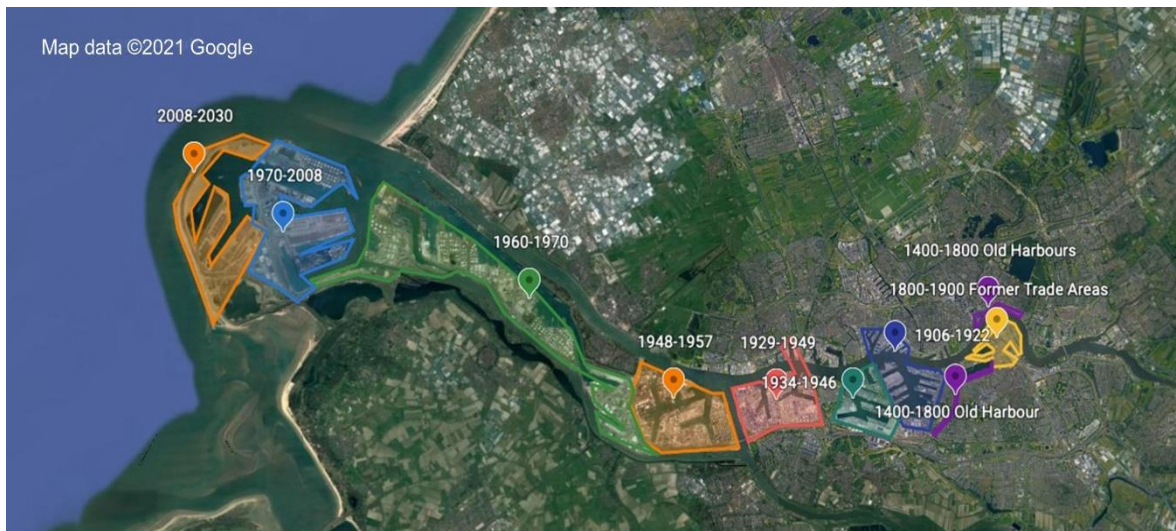 Map data ©2021 Google
2008-2030
1970-2008
1960-1970
1400-1800 Old Harbours
1800-1900 Former Trade Areas
1906-1922
1948-1957
1929-1949
1934-1946
1400-1800 Old Harbour